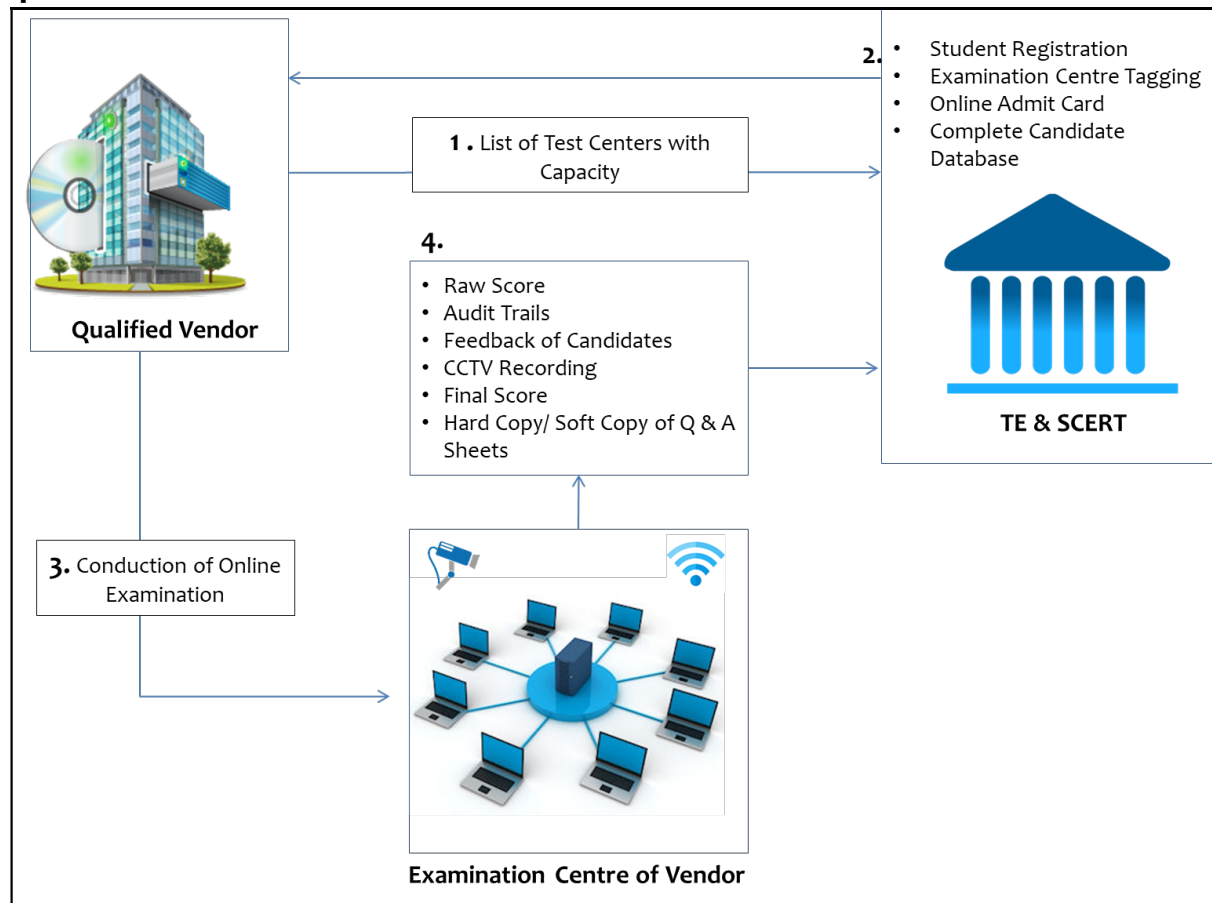 2.
• Student Registration
• Examination Centre Tagging
• Online Admit Card
• Complete Candidate
Database
1. List of Test Centers with
Capacity
Qualified Vendor
4.
• Raw Score
• Audit Trails
• Feedback of Candidates
• CCTV Recording
• Final Score
• Hard Copy/ Soft Copy of Q & A
Sheets
TE & SCERT
3. Conduction of Online
Examination
Examination Centre of Vendor